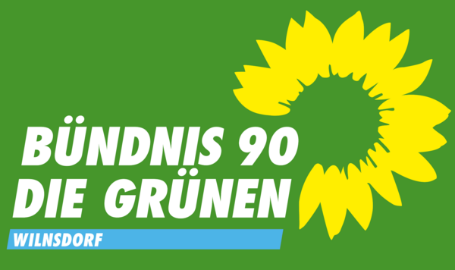 BÜNDNIS 90
DIE GRÜNEN
WILNSDORF